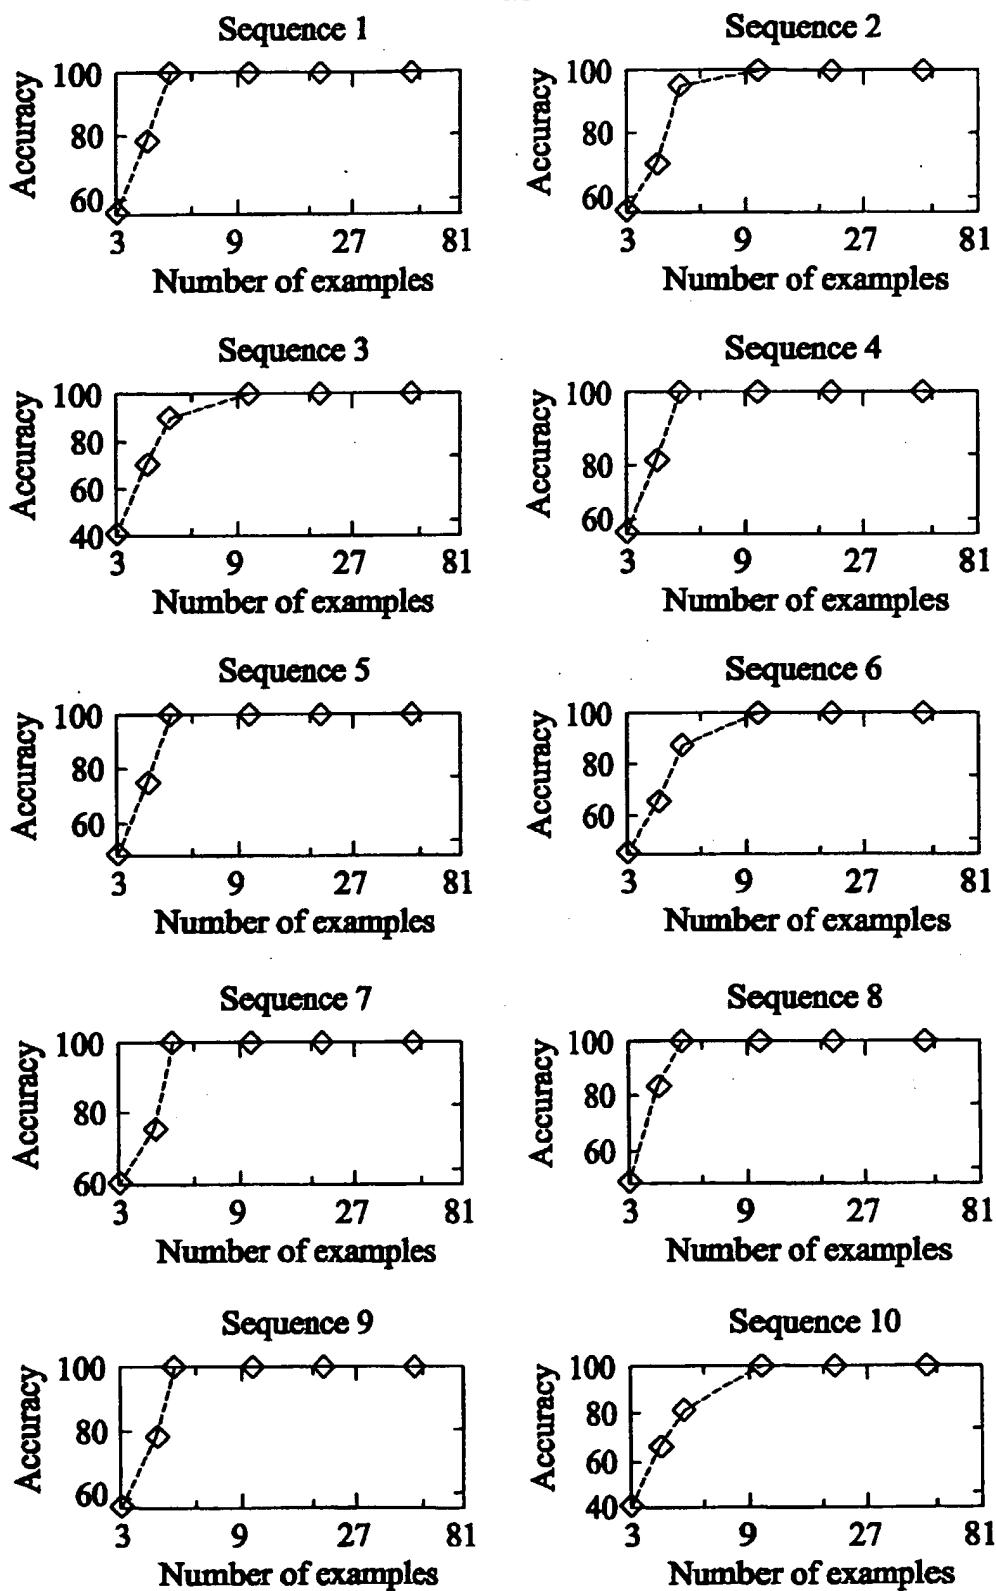 Sequence 1
Accuracy
100
80
60
3 9 27 81
Number of examples
Sequence 2
Accuracy
100
80
60
3 9 27 81
Number of examples
Sequence 3
Accuracy
100
80
60
40
3 9 27 81
Number of examples
Sequence 4
Accuracy
100
80
60
3 9 27 81
Number of examples
Sequence 5
Accuracy
100
80
60
3 9 27 81
Number of examples
Sequence 6
Accuracy
100
80
60
3 9 27 81
Number of examples
Sequence 7
Accuracy
100
80
60
3 9 27 81
Number of examples
Sequence 8
Accuracy
100
80
60
3 9 27 81
Number of examples
Sequence 9
Accuracy
100
80
60
3 9 27 81
Number of examples
Sequence 10
Accuracy
100
80
60
40
3 9 27 81
Number of examples